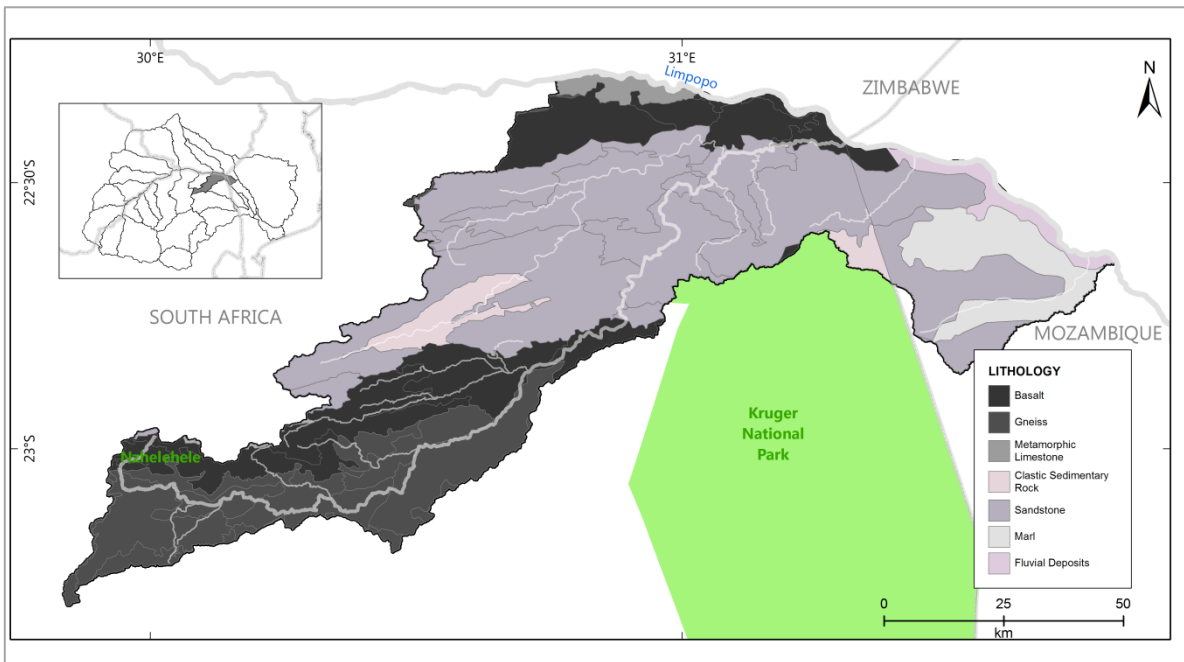 30°E
31°E
Limpopo
ZIMBABWE
N
22°30'S
SOUTH AFRICA
MOZAMBIQUE
LITHOLOGY
Basalt
Gneiss
Metamorphic
Limestone
Clastic Sedimentary
Rock
Sandstone
Marl
Fluvial Deposits
Kruger
National
Park
23°S
Nzhelehele
0 25 50
km